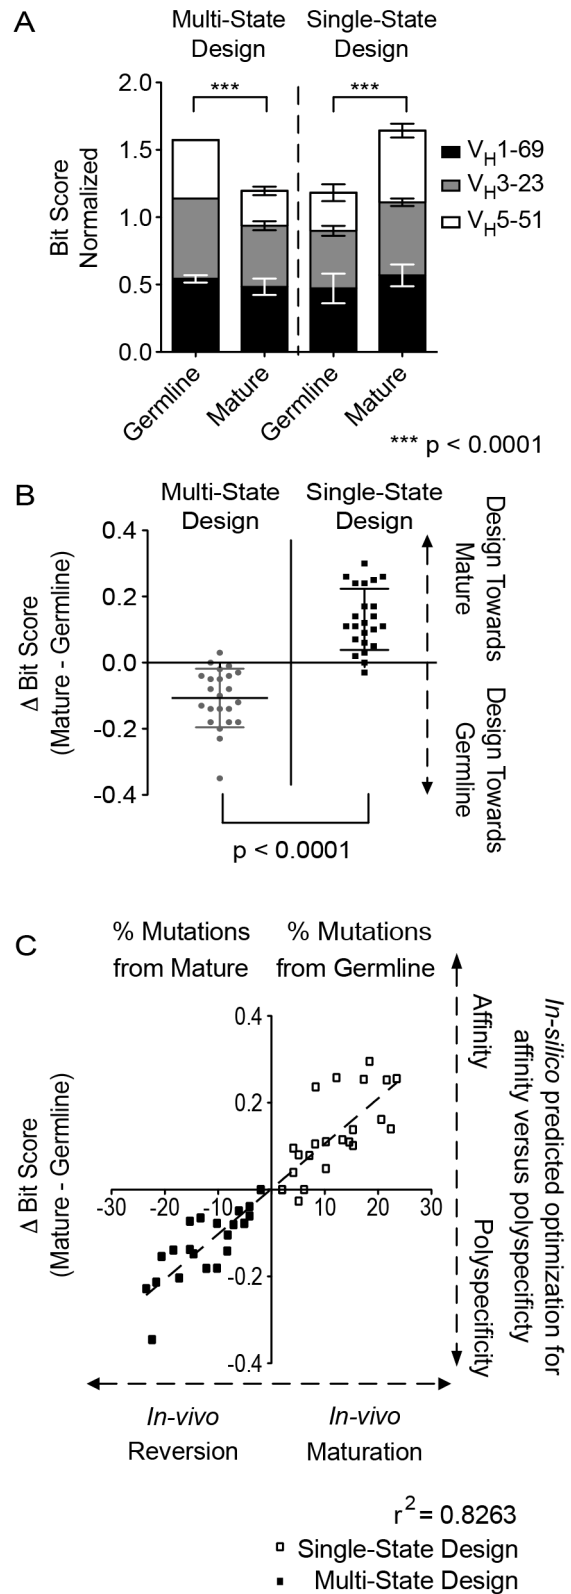 A
Multi-State
Design
Single-State
Design
***
***
2.0
1.5
1.0
0.5
0.0
Bit Score
Normalized
VH1-69
VH3-23
VH5-51
Germline
Mature
Germline
Mature
*** p < 0.0001
B
Multi-State
Design
Single-State
Design
0.4
0.2
0.0
-0.2
-0.4
Δ Bit Score
(Mature - Germline)
Design Towards
Mature
Design Towards
Germline
p < 0.0001
C
% Mutations
from Mature
% Mutations
from Germline
0.4
0.2
-0.2
-0.4
-30
-20
-10
10
20
30
Δ Bit Score
(Mature - Germline)
Affinity
Polyspecificity
In-silico predicted optimization for
affinity versus polyspecificty
In-vivo
Reversion
In-vivo
Maturation
r2 = 0.8263
Single-State Design
Multi-State Design